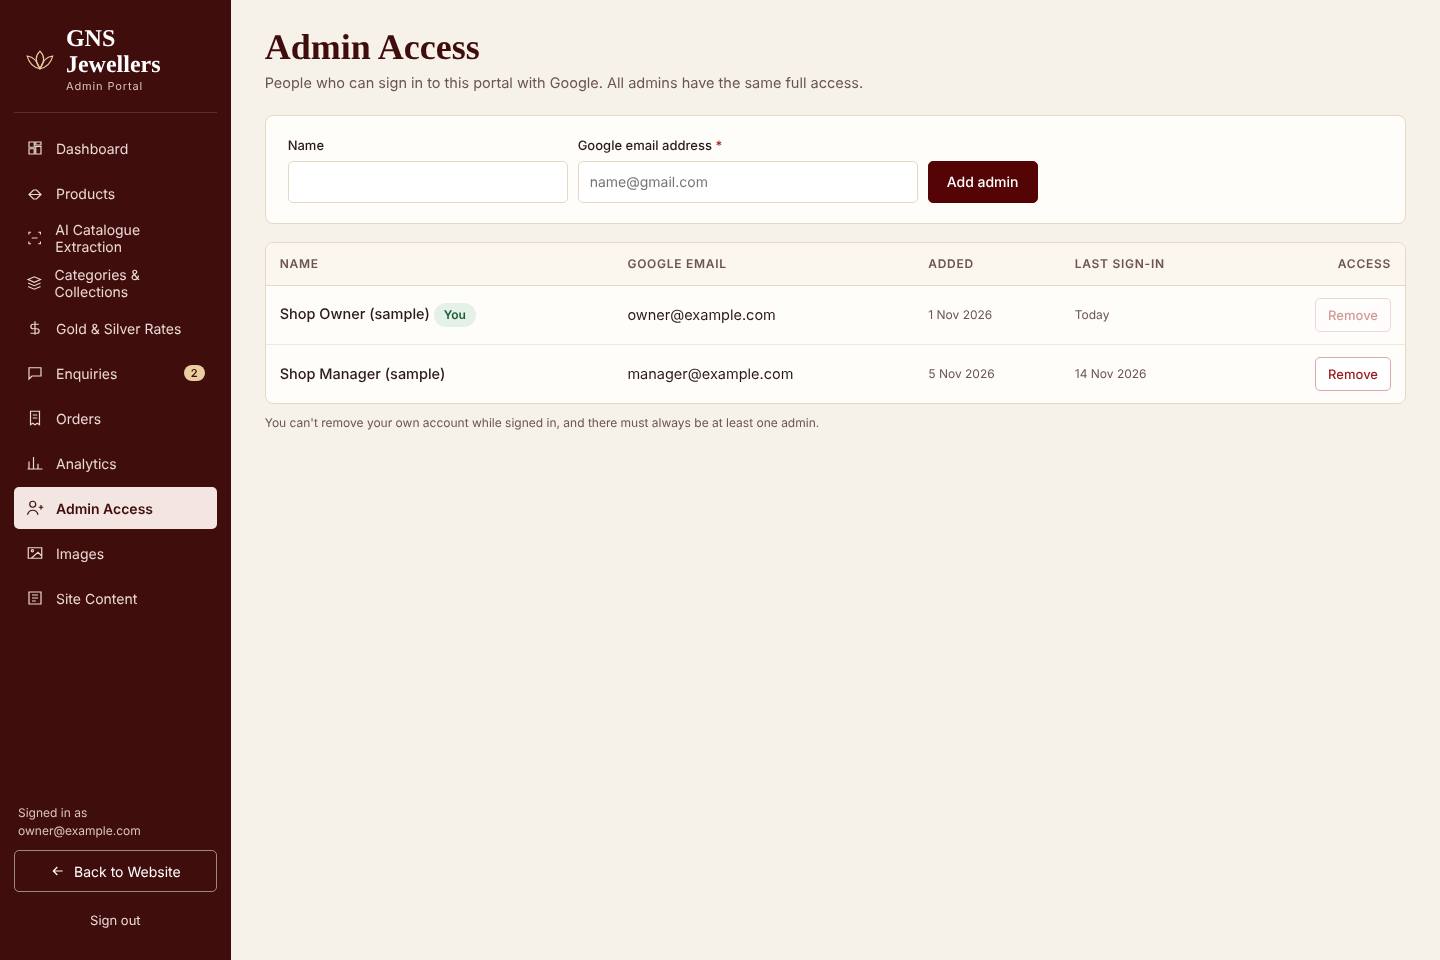 GNS
Jewellers
Admin Portal
Dashboard
Products
AI Catalogue
Extraction
Categories &
Collections
Gold & Silver Rates
Enquiries 2
Orders
Analytics
Admin Access
Images
Site Content
Signed in as
owner@example.com
Back to Website
Sign out
Admin Access
People who can sign in to this portal with Google. All admins have the same full access.
Name Google email address *
name@gmail.com Add admin
NAME GOOGLE EMAIL ADDED LAST SIGN-IN ACCESS
Shop Owner (sample) You owner@example.com 1 Nov 2026 Today Remove
Shop Manager (sample) manager@example.com 5 Nov 2026 14 Nov 2026 Remove
You can't remove your own account while signed in, and there must always be at least one admin.